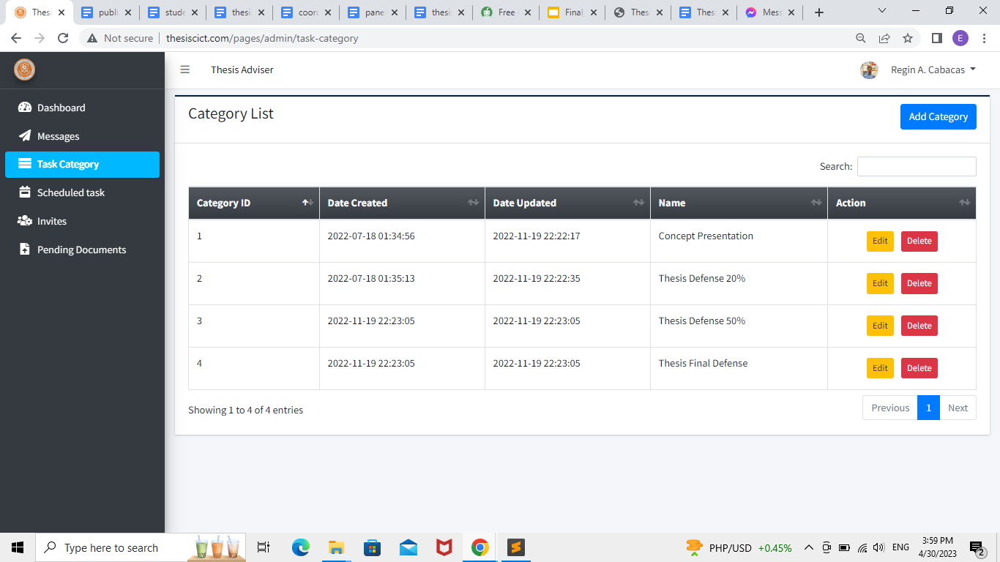 Thesi
publi
stude
thesi
coor
pane
thesi
Free
Final
Thes
Thes
Mess
Not secure
thesiscict.com/pages/admin/task-category
E
Thesis Adviser
Regin A. Cabacas
Dashboard
Messages
Task Category
Scheduled task
Invites
Pending Documents
Category List
Add Category
Search:
Category ID Date Created Date Updated Name Action
1 2022-07-18 01:34:56 2022-11-19 22:22:17 Concept Presentation Edit Delete
2 2022-07-18 01:35:13 2022-11-19 22:22:35 Thesis Defense 20% Edit Delete
3 2022-11-19 22:23:05 2022-11-19 22:23:05 Thesis Defense 50% Edit Delete
4 2022-11-19 22:23:05 2022-11-19 22:23:05 Thesis Final Defense Edit Delete
Showing 1 to 4 of 4 entries
Previous 1 Next
Type here to search
PHP/USD +0.45%
ENG
3:59 PM
4/30/2023
2